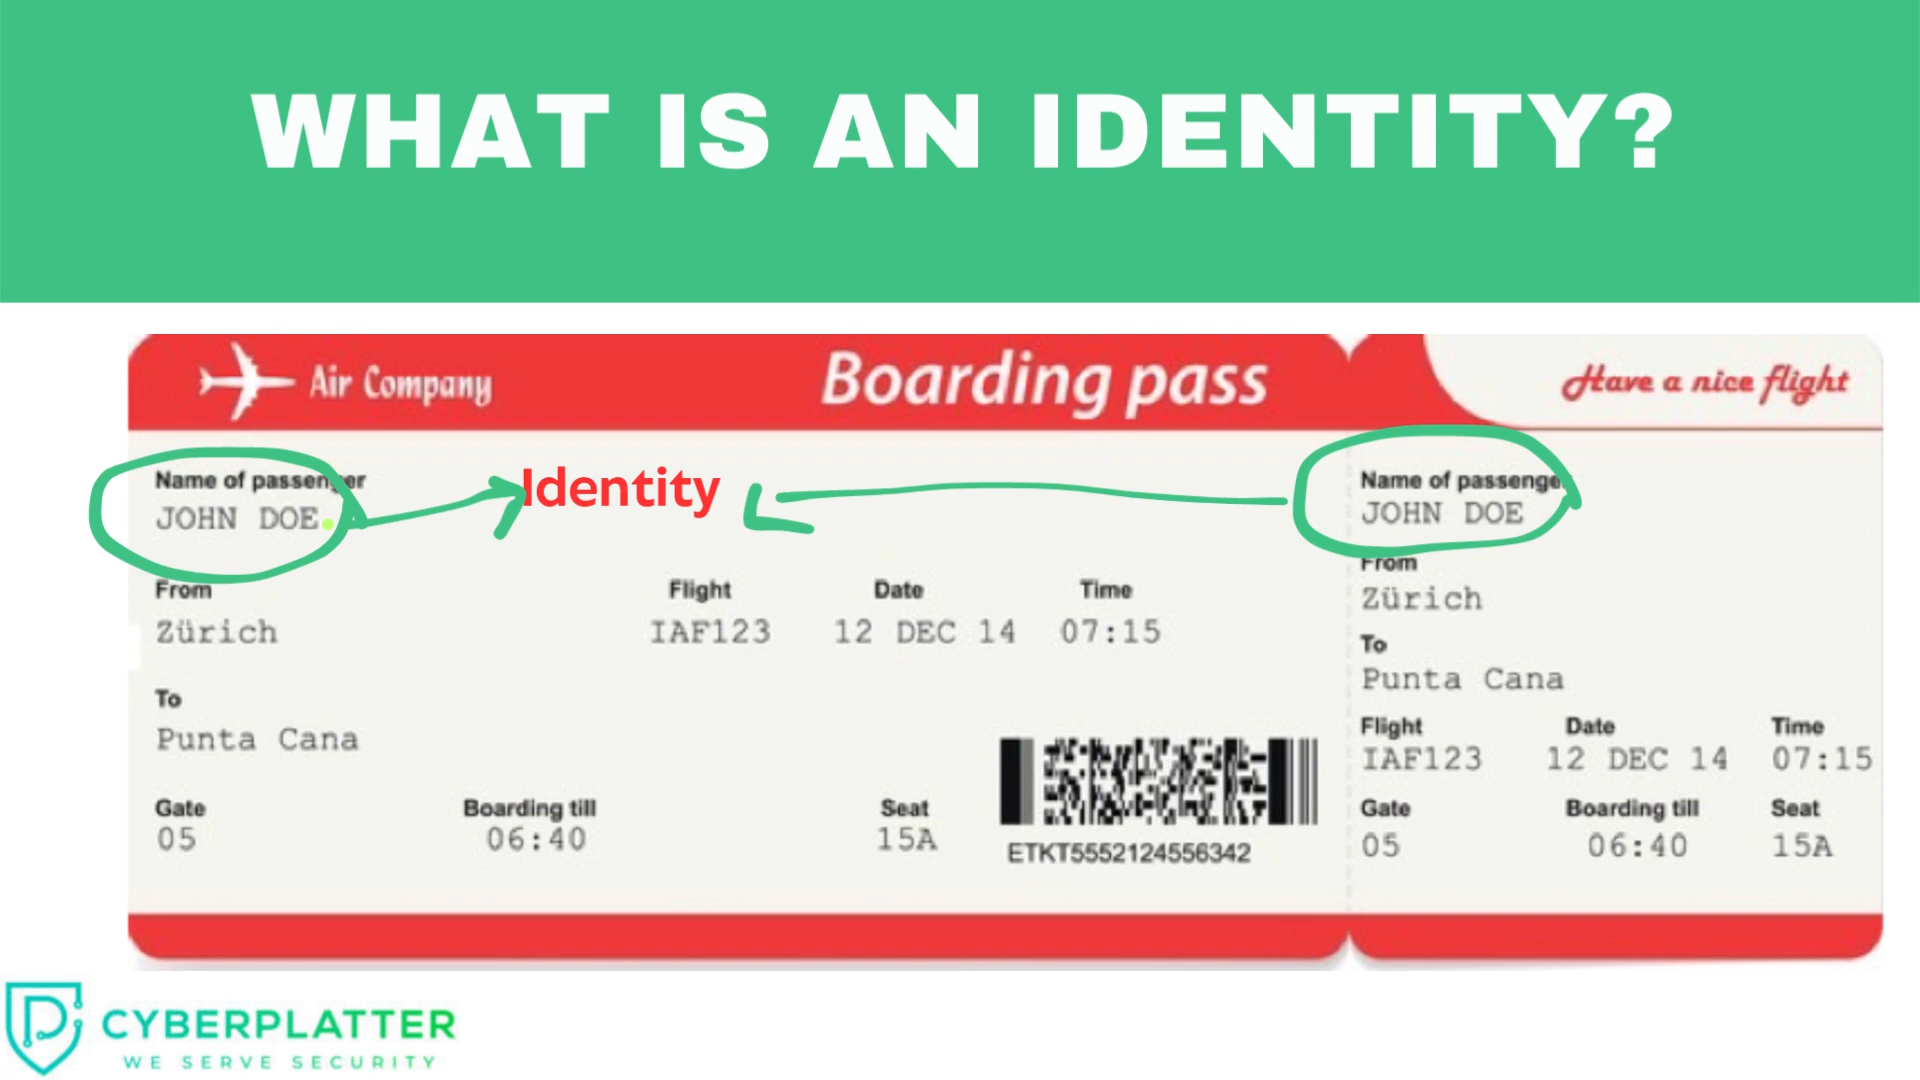 WHAT IS AN IDENTITY?
Air Company
Boarding pass
Have a nice flight
Name of passenger
JOHN DOE
Identity
From
Zürich
Flight
IAF123
Date
12 DEC 14
Time
07:15
To
Punta Cana
Gate
05
Boarding till
06:40
Seat
15A
ETKT5552124556342
Name of passenger
JOHN DOE
From
Zürich
To
Punta Cana
Flight
IAF123
Date
12 DEC 14
Time
07:15
Gate
05
Boarding till
06:40
Seat
15A
CYBERPLATTER
WE SERVE SECURITY